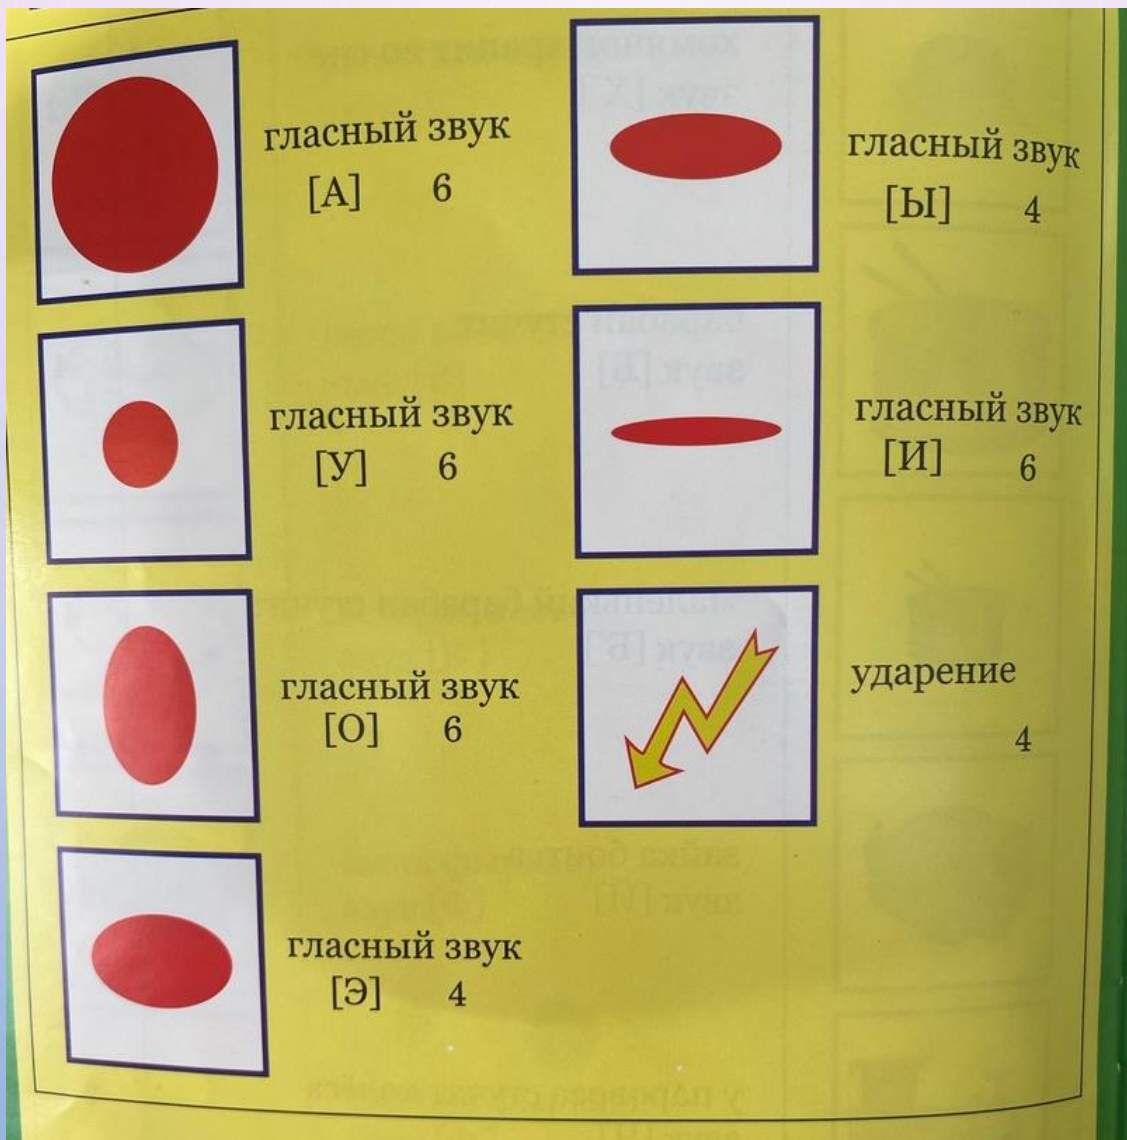 гласный звук
[А] 6
гласный звук
[У] 6
гласный звук
[О] 6
гласный звук
[Э] 4
гласный звук
[Ы] 4
гласный звук
[И] 6
ударение
4